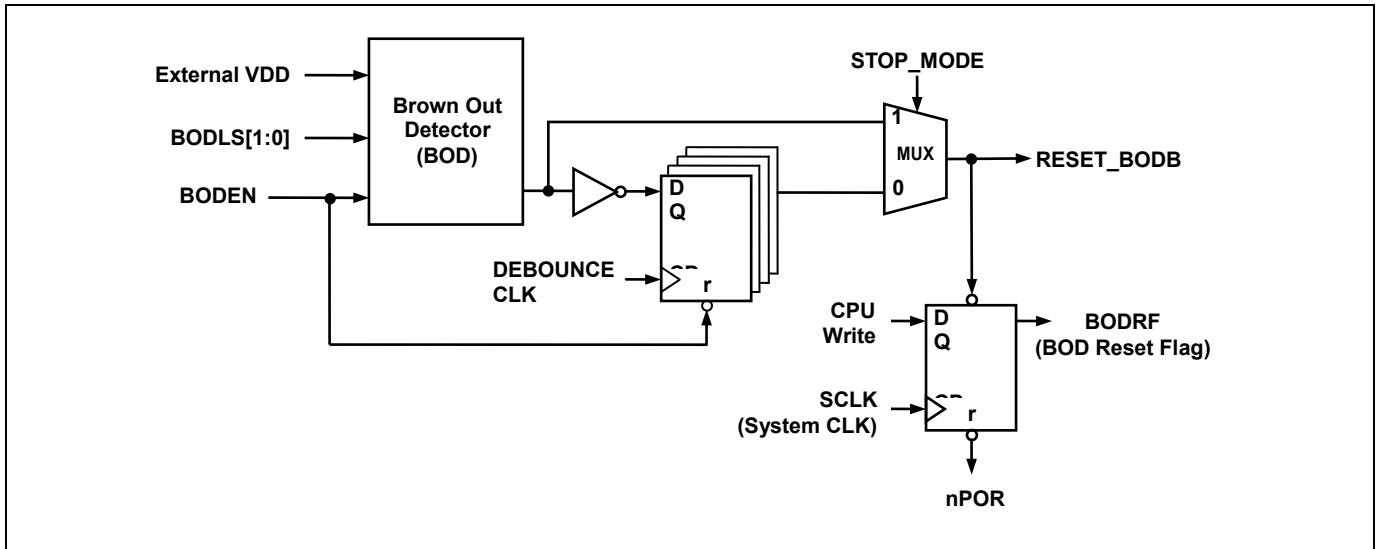 STOP_MODE
External VDD
Brown Out
Detector
(BOD)
BODLS[1:0]
BODEN
1
MUX
0
RESET_BODB
D
Q
r
DEBOUNCE
CLK
CPU
Write
D
Q
r
BODRF
(BOD Reset Flag)
SCLK
(System CLK)
nPOR